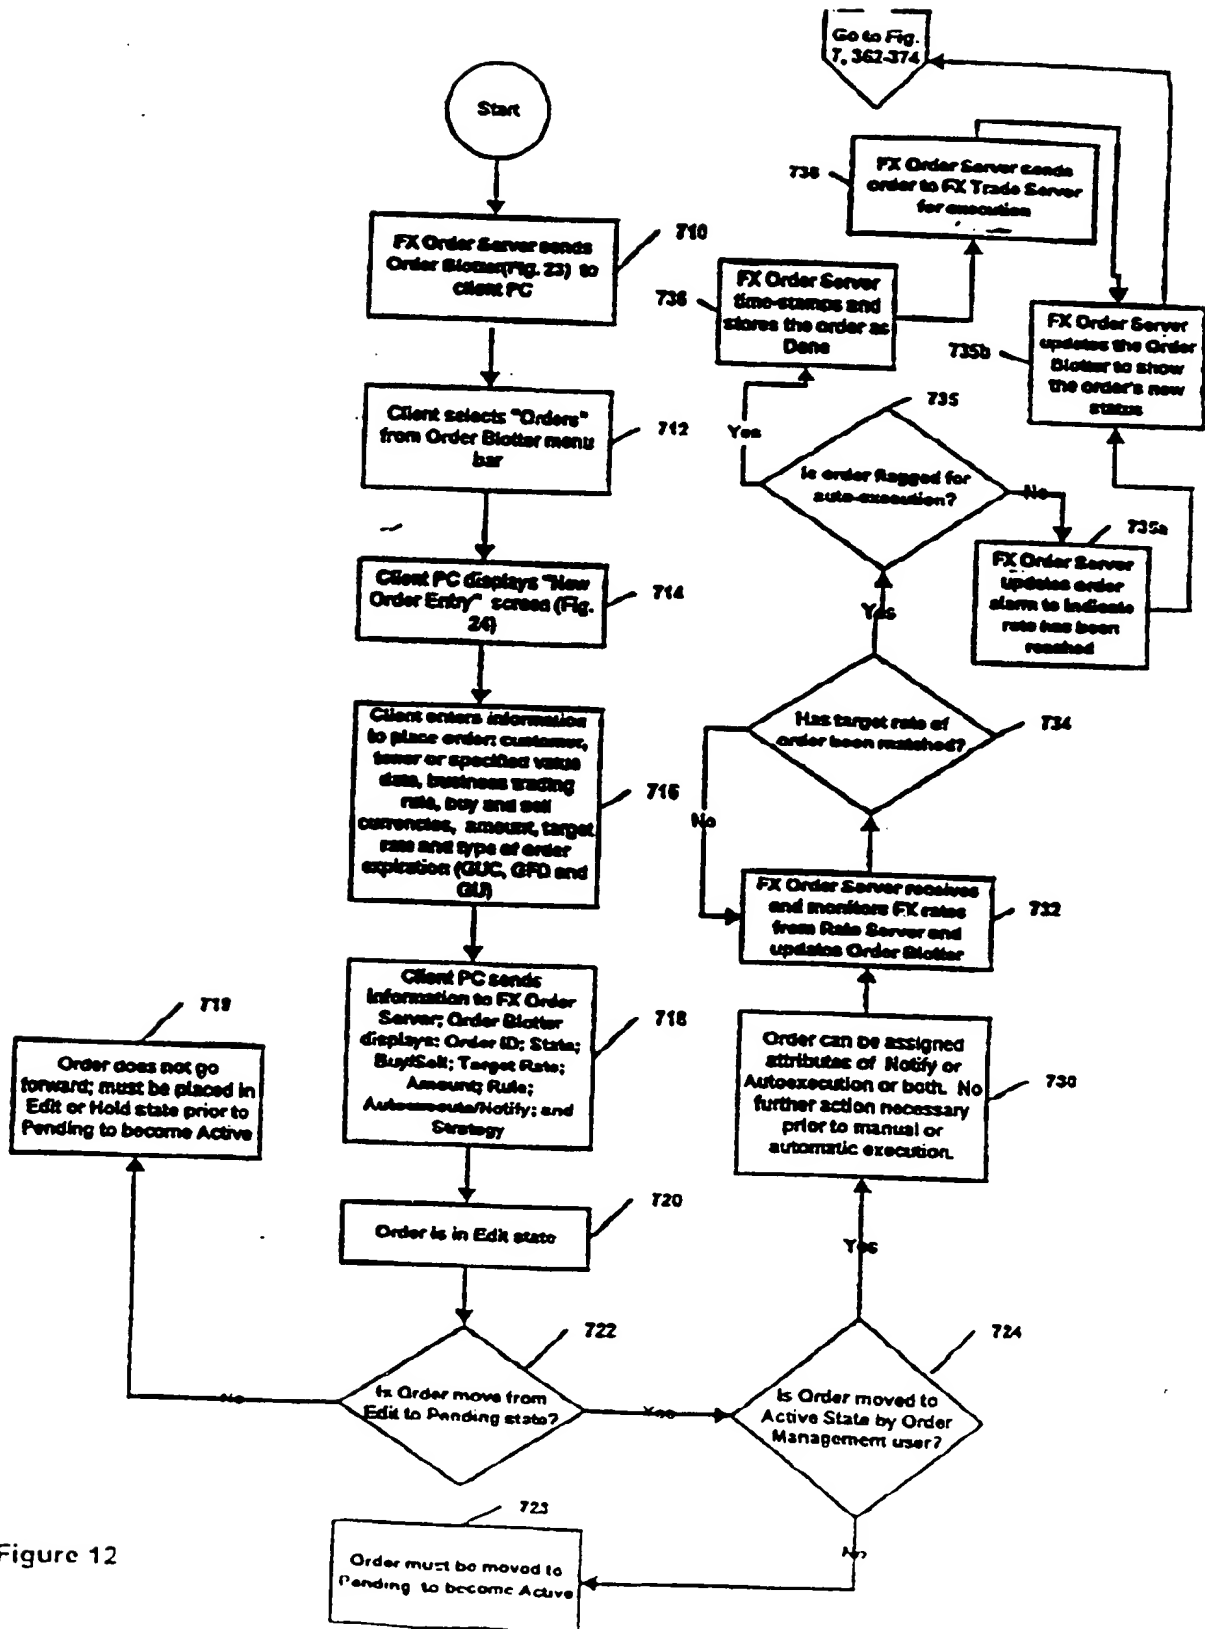 Start
FX Order Server sends
Order Blotter(Fig. 23) to
client PC
710
Client selects "Orders"
from Order Blotter menu
bar
712
Client PC displays "New
Order Entry" screen (Fig.
24)
714
Client enters information
to place order: customer,
tenor or specified value
date, business trading
rule, buy and sell
currencies, amount, target
rate and type of order
expiration (GUC, GFD and
GU)
716
Client PC sends
information to FX Order
Server; Order Blotter
displays: Order ID; State;
Buy/Sell; Target Rate;
Amount; Rule;
Autoexecute/Notify; and
Strategy
718
719
Order does not go
forward; must be placed in
Edit or Hold state prior to
Pending to become Active
Order is in Edit state
720
Is Order move from
Edit to Pending state?
722
No
Yes
Is Order moved to
Active State by Order
Management user?
724
No
Yes
723
Order must be moved to
Pending to become Active
Order can be assigned
attributes of Notify or
Autoexecution or both. No
further action necessary
prior to manual or
automatic execution.
730
FX Order Server receives
and monitors FX rates
from Rate Server and
updates Order Blotter
732
Has target rate of
order been matched?
734
No
Yes
Is order flagged for
auto-execution?
735
Yes
No
735a
FX Order Server
updates order
alarm to indicate
rate has been
reached
735b
FX Order Server
updates the Order
Blotter to show
the order's new
status
736
FX Order Server
time-stamps and
stores the order as
Done
738
FX Order Server sends
order to FX Trade Server
for execution
Go to Fig.
7, 362-374
Figure 12